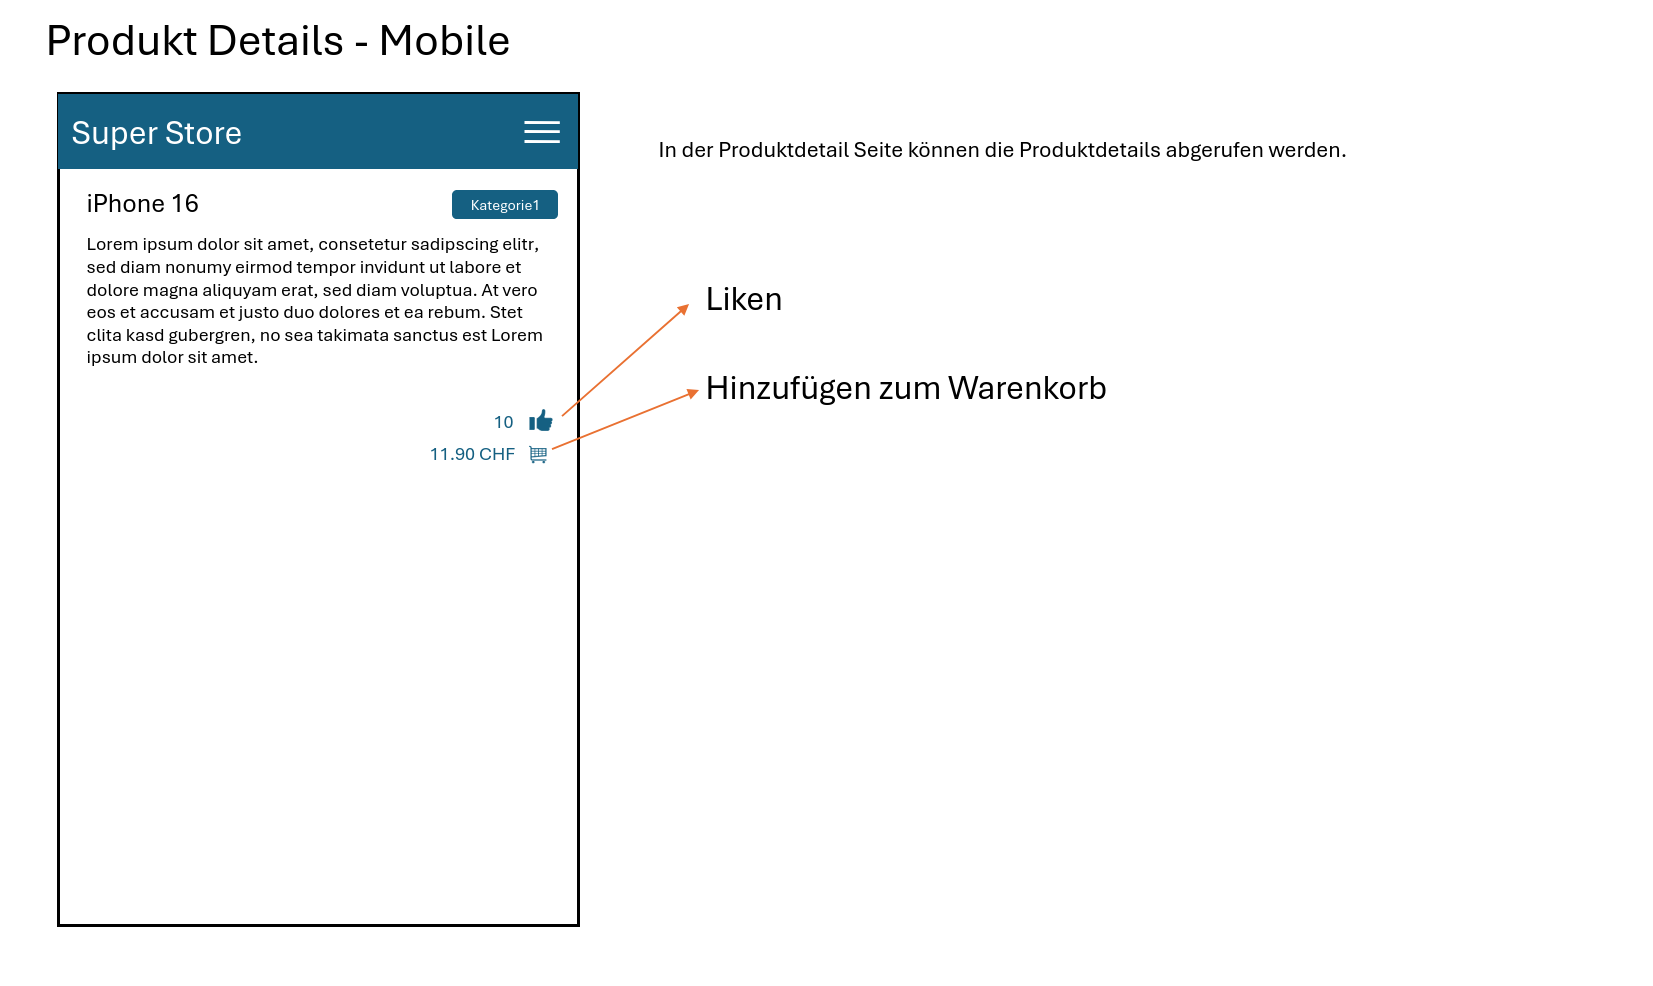 Produkt Details - Mobile
Super Store
In der Produktdetail Seite können die Produktdetails abgerufen werden.
iPhone 16
Kategorie1
Lorem ipsum dolor sit amet, consetetur sadipscing elitr,
sed diam nonumy eirmod tempor invidunt ut labore et
dolore magna aliquyam erat, sed diam voluptua. At vero
eos et accusam et justo duo dolores et ea rebum. Stet
clita kasd gubergren, no sea takimata sanctus est Lorem
ipsum dolor sit amet.
Liken
Hinzufügen zum Warenkorb
10
11.90 CHF